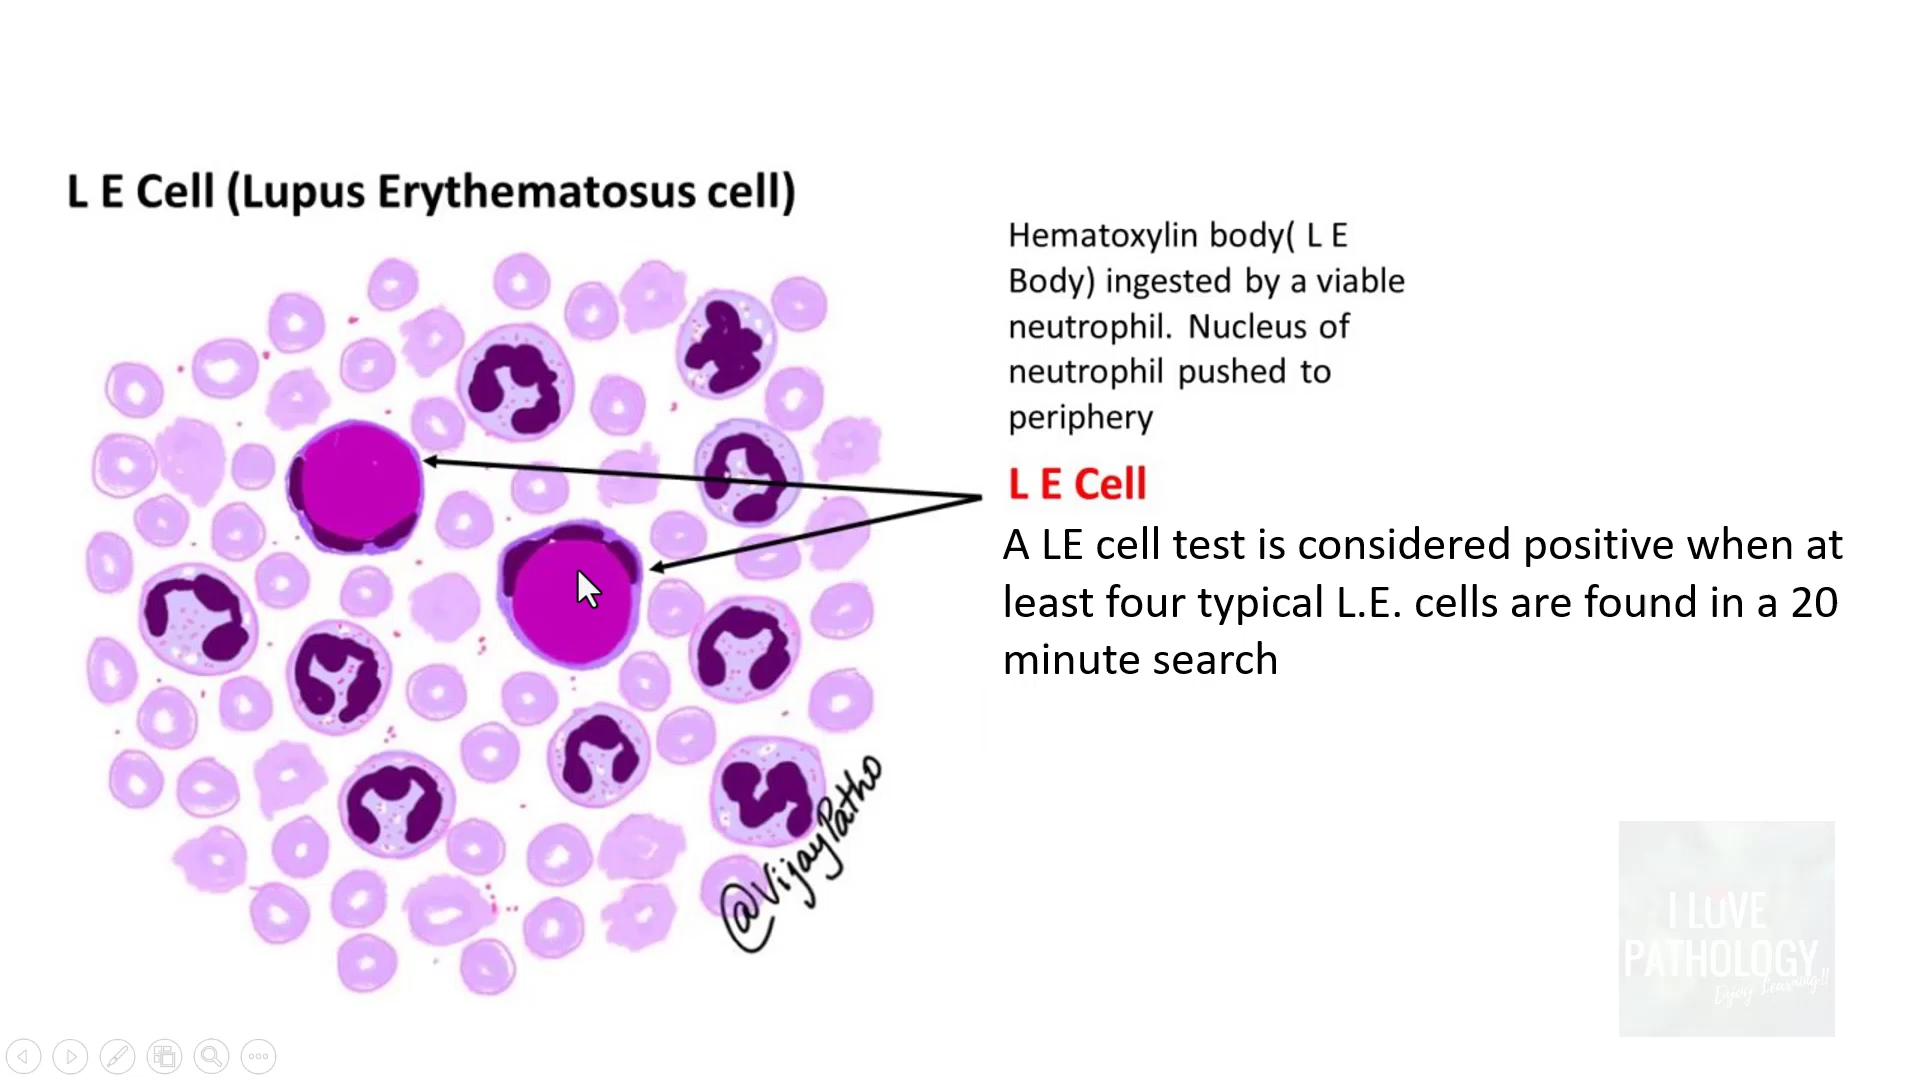 L E Cell (Lupus Erythematosus cell)
Hematoxylin body( L E
Body) ingested by a viable
neutrophil. Nucleus of
neutrophil pushed to
periphery
L E Cell
A LE cell test is considered positive when at
least four typical L.E. cells are found in a 20
minute search
@VijayPatho
I LOVE
PATHOLOGY
Enjoy Learning!!